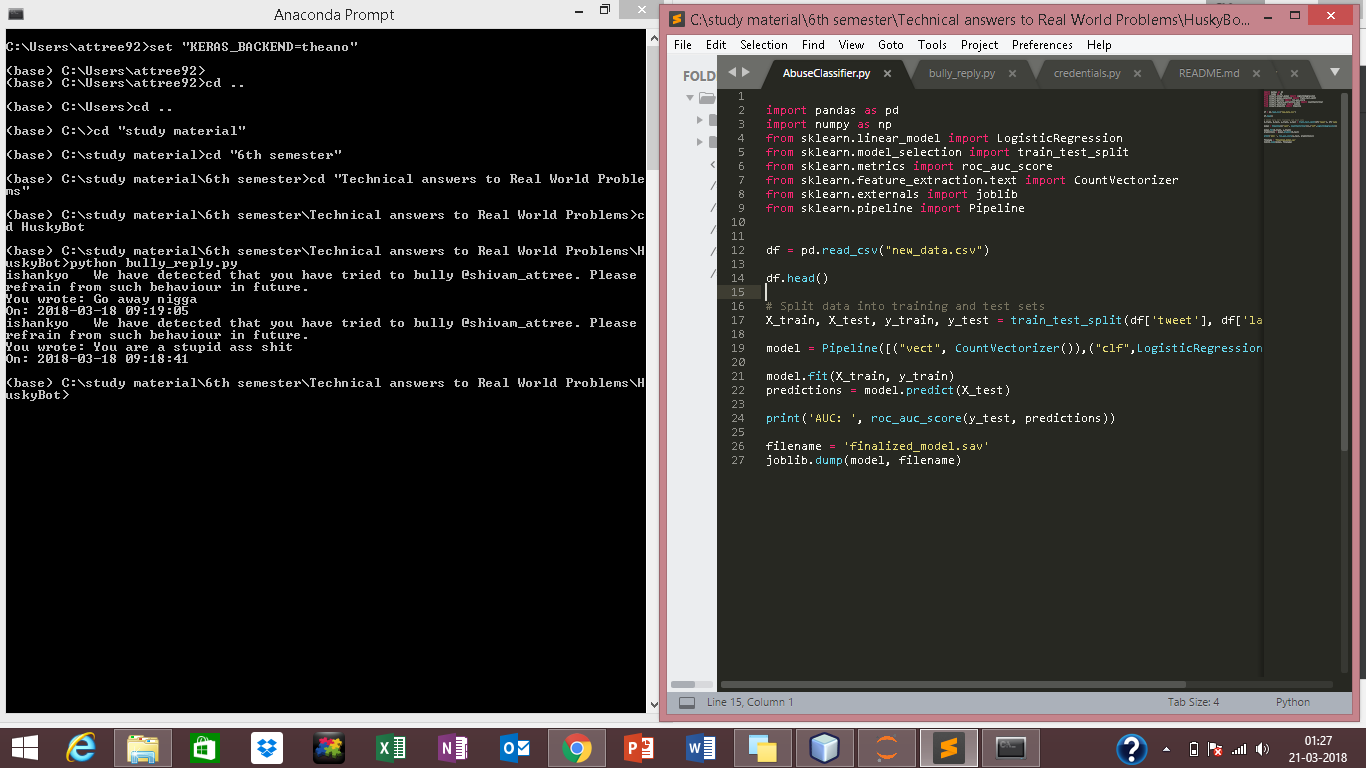 Anaconda Prompt
C:\Users\attree92>set "KERAS_BACKEND=theano"
(base) C:\Users\attree92>
(base) C:\Users\attree92>cd ..
(base) C:\Users>cd ..
(base) C:\>cd "study material"
(base) C:\study material>cd "6th semester"
(base) C:\study material\6th semester>cd "Technical answers to Real World Proble
ms"
(base) C:\study material\6th semester\Technical answers to Real World Problems>c
d HuskyBot
(base) C:\study material\6th semester\Technical answers to Real World Problems\H
uskyBot>python bully_reply.py
ishankyo   We have detected that you have tried to bully @shivam_attree. Please
refrain from such behaviour in future.
You wrote: Go away nigga
On: 2018-03-18 09:19:05
ishankyo   We have detected that you have tried to bully @shivam_attree. Please
refrain from such behaviour in future.
You wrote: You are a stupid ass shit
On: 2018-03-18 09:18:41
(base) C:\study material\6th semester\Technical answers to Real World Problems\H
uskyBot>
C:\study material\6th semester\Technical answers to Real World Problems\HuskyBo...
File Edit Selection Find View Goto Tools Project Preferences Help
FOLD
AbuseClassifier.py × bully_reply.py × credentials.py × README.md × ×
1
2 import pandas as pd
3 import numpy as np
4 from sklearn.linear_model import LogisticRegression
5 from sklearn.model_selection import train_test_split
6 from sklearn.metrics import roc_auc_score
7 from sklearn.feature_extraction.text import CountVectorizer
8 from sklearn.externals import joblib
9 from sklearn.pipeline import Pipeline
10
11
12 df = pd.read_csv("new_data.csv")
13
14 df.head()
15
16 # Split data into training and test sets
17 X_train, X_test, y_train, y_test = train_test_split(df['tweet'], df['la
18
19 model = Pipeline([("vect", CountVectorizer()),("clf",LogisticRegression
20
21 model.fit(X_train, y_train)
22 predictions = model.predict(X_test)
23
24 print('AUC: ', roc_auc_score(y_test, predictions))
25
26 filename = 'finalized_model.sav'
27 joblib.dump(model, filename)
Line 15, Column 1 Tab Size: 4 Python
01:27
21-03-2018